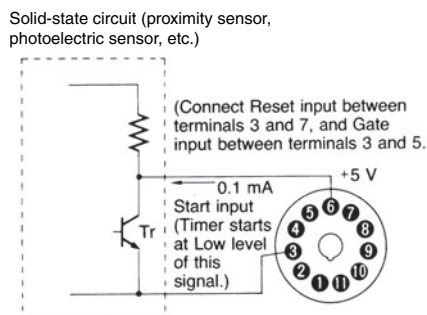 Solid-state circuit (proximity sensor,
photoelectric sensor, etc.)
(Connect Reset input between
terminals 3 and 7, and Gate
input between terminals 3 and 5.
+5 V
0.1 mA
Start input
(Timer starts
at Low level
of this
signal.)
Tr
5 6 7
4 8
3 9
2 10
1 11